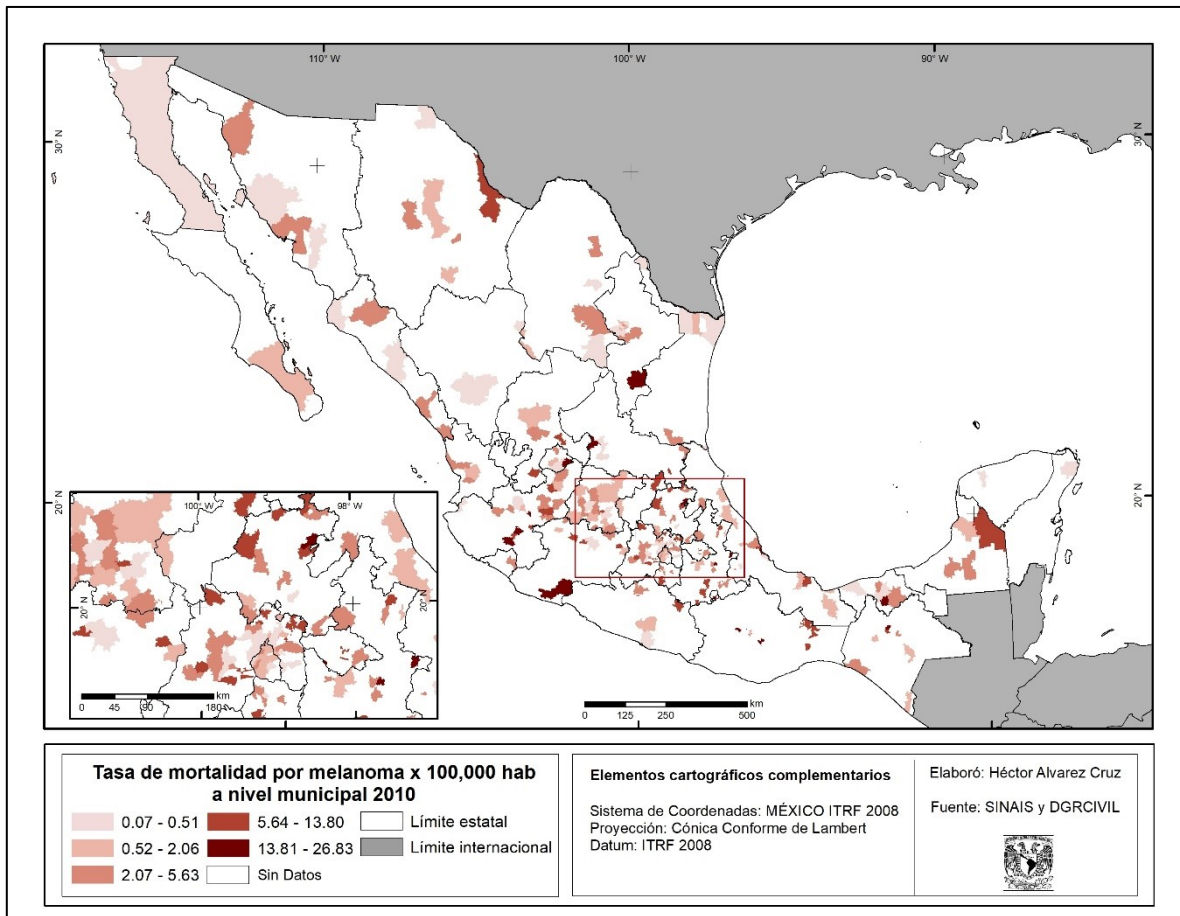 110° W
100° W
90° W
30° N
30° N
20° N
20° N
100° W
98° W
20° N
20° N
km
0 45 90 180
km
0 125 250 500
Tasa de mortalidad por melanoma x 100,000 hab
a nivel municipal 2010
0.07 - 0.51
5.64 - 13.80
Límite estatal
0.52 - 2.06
13.81 - 26.83
Límite internacional
2.07 - 5.63
Sin Datos
Elementos cartográficos complementarios
Sistema de Coordenadas: MÉXICO ITRF 2008
Proyección: Cónica Conforme de Lambert
Datum: ITRF 2008
Elaboró: Héctor Alvarez Cruz
Fuente: SINAIS y DGRCIVIL